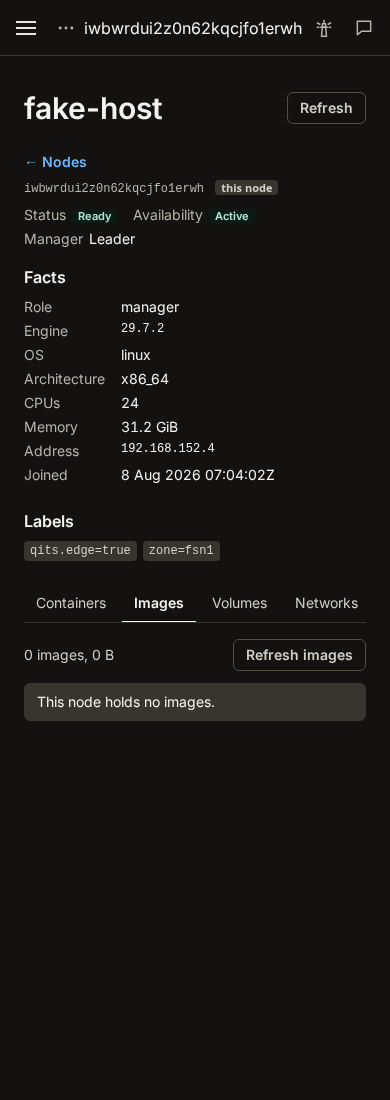 ··· iwbwrdui2z0n62kqcjfo1erwh
fake-host Refresh
← Nodes
iwbwrdui2z0n62kqcjfo1erwh this node
Status Ready Availability Active
Manager Leader
Facts
Role manager
Engine 29.7.2
OS linux
Architecture x86_64
CPUs 24
Memory 31.2 GiB
Address 192.168.152.4
Joined 8 Aug 2026 07:04:02Z
Labels
qits.edge=true zone=fsn1
Containers Images Volumes Networks
0 images, 0 B Refresh images
This node holds no images.